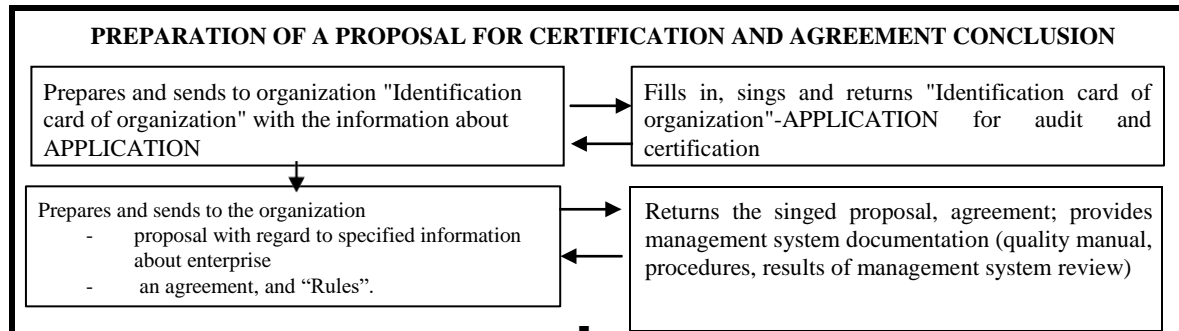 PREPARATION OF A PROPOSAL FOR CERTIFICATION AND AGREEMENT CONCLUSION
Prepares and sends to organization "Identification
card of organization" with the information about
APPLICATION
Fills in, sings and returns "Identification card of
organization"-APPLICATION for audit and
certification
Prepares and sends to the organization
- proposal with regard to specified information
about enterprise
- an agreement, and “Rules”.
Returns the singed proposal, agreement; provides
management system documentation (quality manual,
procedures, results of management system review)